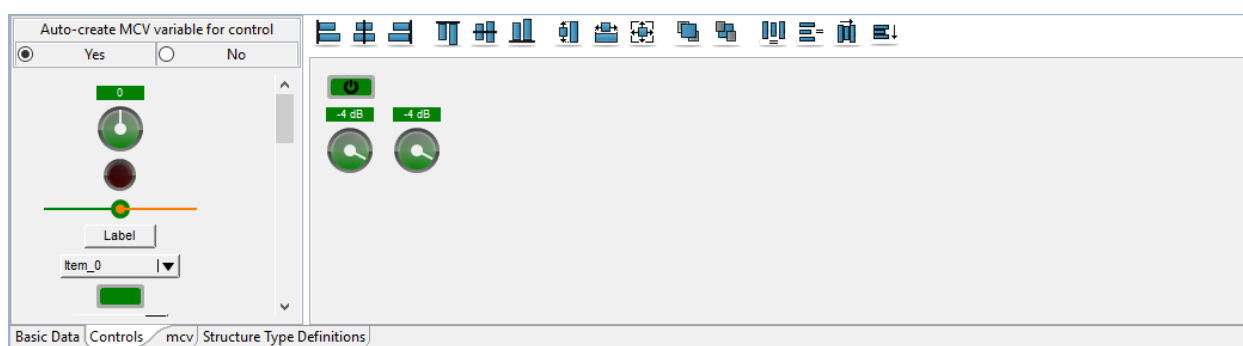 Auto-create MCV variable for control
Yes No
0
-4 dB -4 dB
Label
Item_0
Basic Data Controls mcv Structure Type Definitions